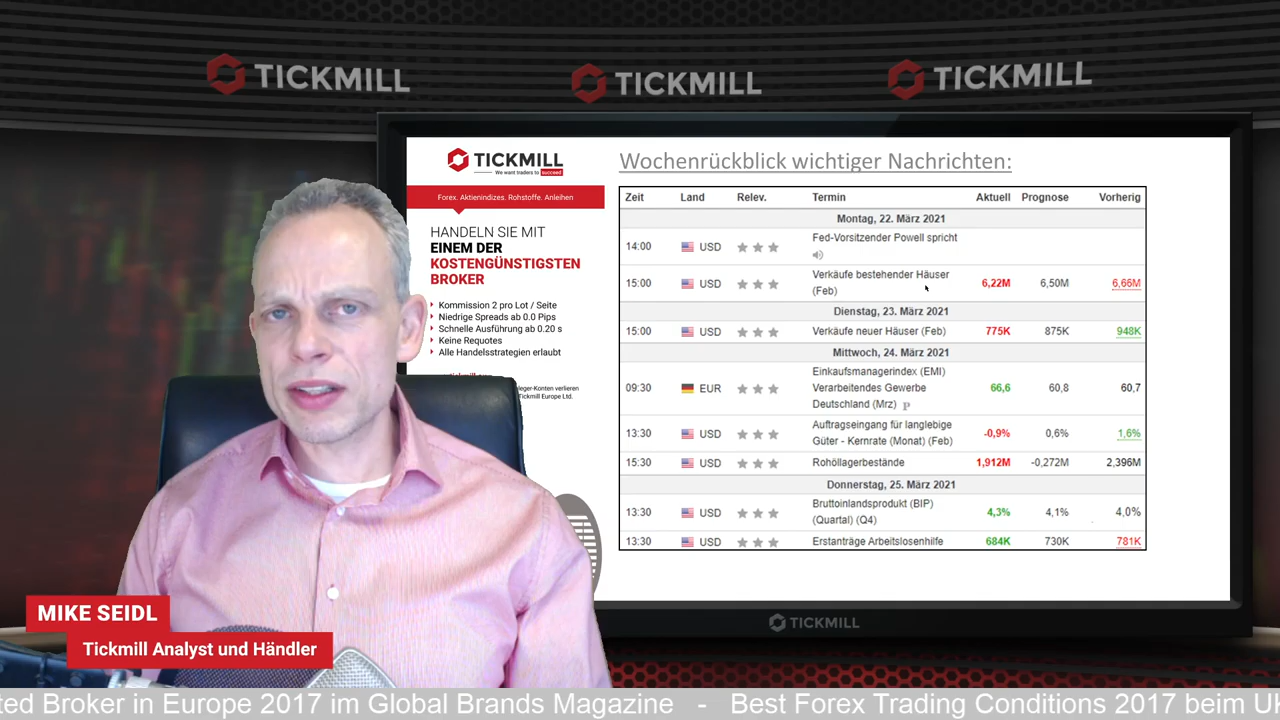 TICKMILL
TICKMILL
TICKMILL
TICKMILL
We want traders to succeed
Forex. Aktienindizes. Rohstoffe. Anleihen
HANDELN SIE MIT
EINEM DER
KOSTENGÜNSTIGSTEN
BROKER
Kommission 2 pro Lot / Seite
Niedrige Spreads ab 0.0 Pips
Schnelle Ausführung ab 0.20 s
Keine Requotes
Alle Handelsstrategien erlaubt
leger-Konten verlieren
Tickmill Europe Ltd.
Wochenrückblick wichtiger Nachrichten:
Zeit Land Relev. Termin Aktuell Prognose Vorherig
Montag, 22. März 2021
14:00 USD Fed-Vorsitzender Powell spricht
15:00 USD Verkäufe bestehender Häuser (Feb) 6,22M 6,50M 6,66M
Dienstag, 23. März 2021
15:00 USD Verkäufe neuer Häuser (Feb) 775K 875K 948K
Mittwoch, 24. März 2021
09:30 EUR Einkaufsmanagerindex (EMI) Verarbeitendes Gewerbe Deutschland (Mrz) P 66,6 60,8 60,7
13:30 USD Auftragseingang für langlebige Güter - Kernrate (Monat) (Feb) -0,9% 0,6% 1,6%
15:30 USD Rohöllagerbestände 1,912M -0,272M 2,396M
Donnerstag, 25. März 2021
13:30 USD Bruttoinlandsprodukt (BIP) (Quartal) (Q4) 4,3% 4,1% 4,0%
13:30 USD Erstanträge Arbeitslosenhilfe 684K 730K 781K
TICKMILL
MIKE SEIDL
Tickmill Analyst und Händler
ted Broker in Europe 2017 im Global Brands Magazine - Best Forex Trading Conditions 2017 beim